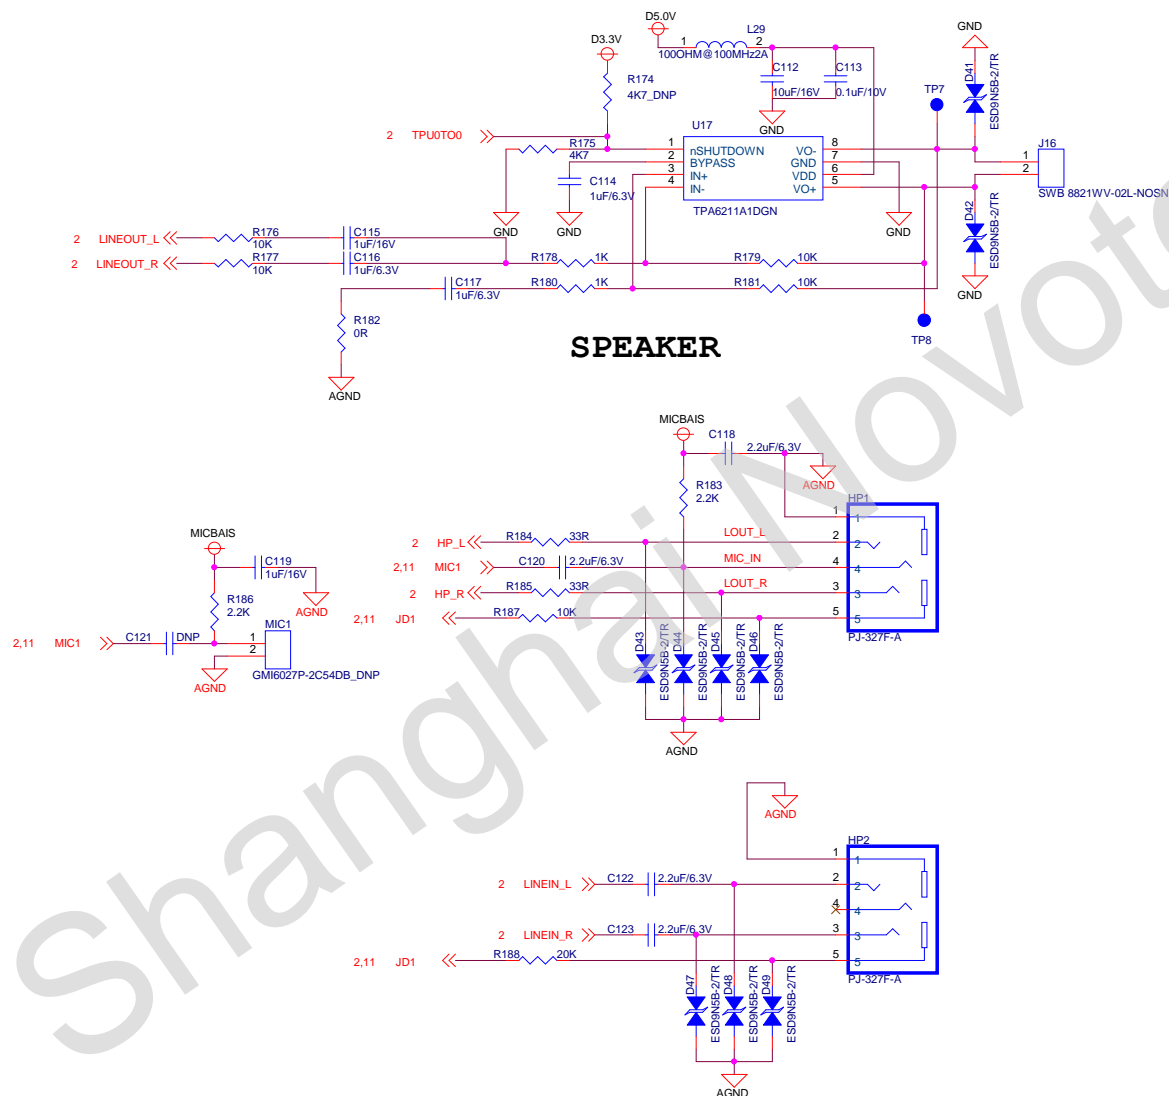 D5.0V
GND
L29
1 2
100OHM@100MHz2A
D3.3V
R174
4K7_DNP
C112
10uF/16V
C113
0.1uF/10V
GND
TP7
D41
ESD9N5B-2/TR
2 TPU0TO0
R175
4K7
U17
1 nSHUTDOWN VO- 8
2 BYPASS GND 7
3 IN+ VDD 6
4 IN- VO+ 5
TPA6211A1DGN
J16
1
2
SWB 8821WV-02L-NOSN
C114
1uF/6.3V
GND
GND
GND
D42
ESD9N5B-2/TR
GND
2 LINEOUT_L
R176
10K
C115
1uF/16V
2 LINEOUT_R
R177
10K
C116
1uF/6.3V
R178 1K
R179 10K
C117
1uF/6.3V
R180 1K
R181 10K
R182
0R
AGND
TP8
SPEAKER
MICBAIS
C118 2.2uF/6.3V
AGND
R183
2.2K
HP1
1 1
2 HP_L
R184 33R
LOUT_L
2 2
2,11 MIC1
C120 2.2uF/6.3V
MIC_IN
4 4
2 HP_R
R185 33R
LOUT_R
3 3
2,11 JD1
R187 10K
5 5
PJ-327F-A
D43
ESD9N5B-2/TR
D44
ESD9N5B-2/TR
D45
ESD9N5B-2/TR
D46
ESD9N5B-2/TR
AGND
MICBAIS
C119
1uF/16V
AGND
R186
2.2K
2,11 MIC1
C121 DNP
MIC1
1
2
GMI6027P-2C54DB_DNP
AGND
AGND
HP2
1 1
2 LINEIN_L
C122 2.2uF/6.3V
2 2
4 4
2 LINEIN_R
C123 2.2uF/6.3V
3 3
2,11 JD1
R188 20K
5 5
PJ-327F-A
D47
ESD9N5B-2/TR
D48
ESD9N5B-2/TR
D49
ESD9N5B-2/TR
AGND
Shanghai Novote